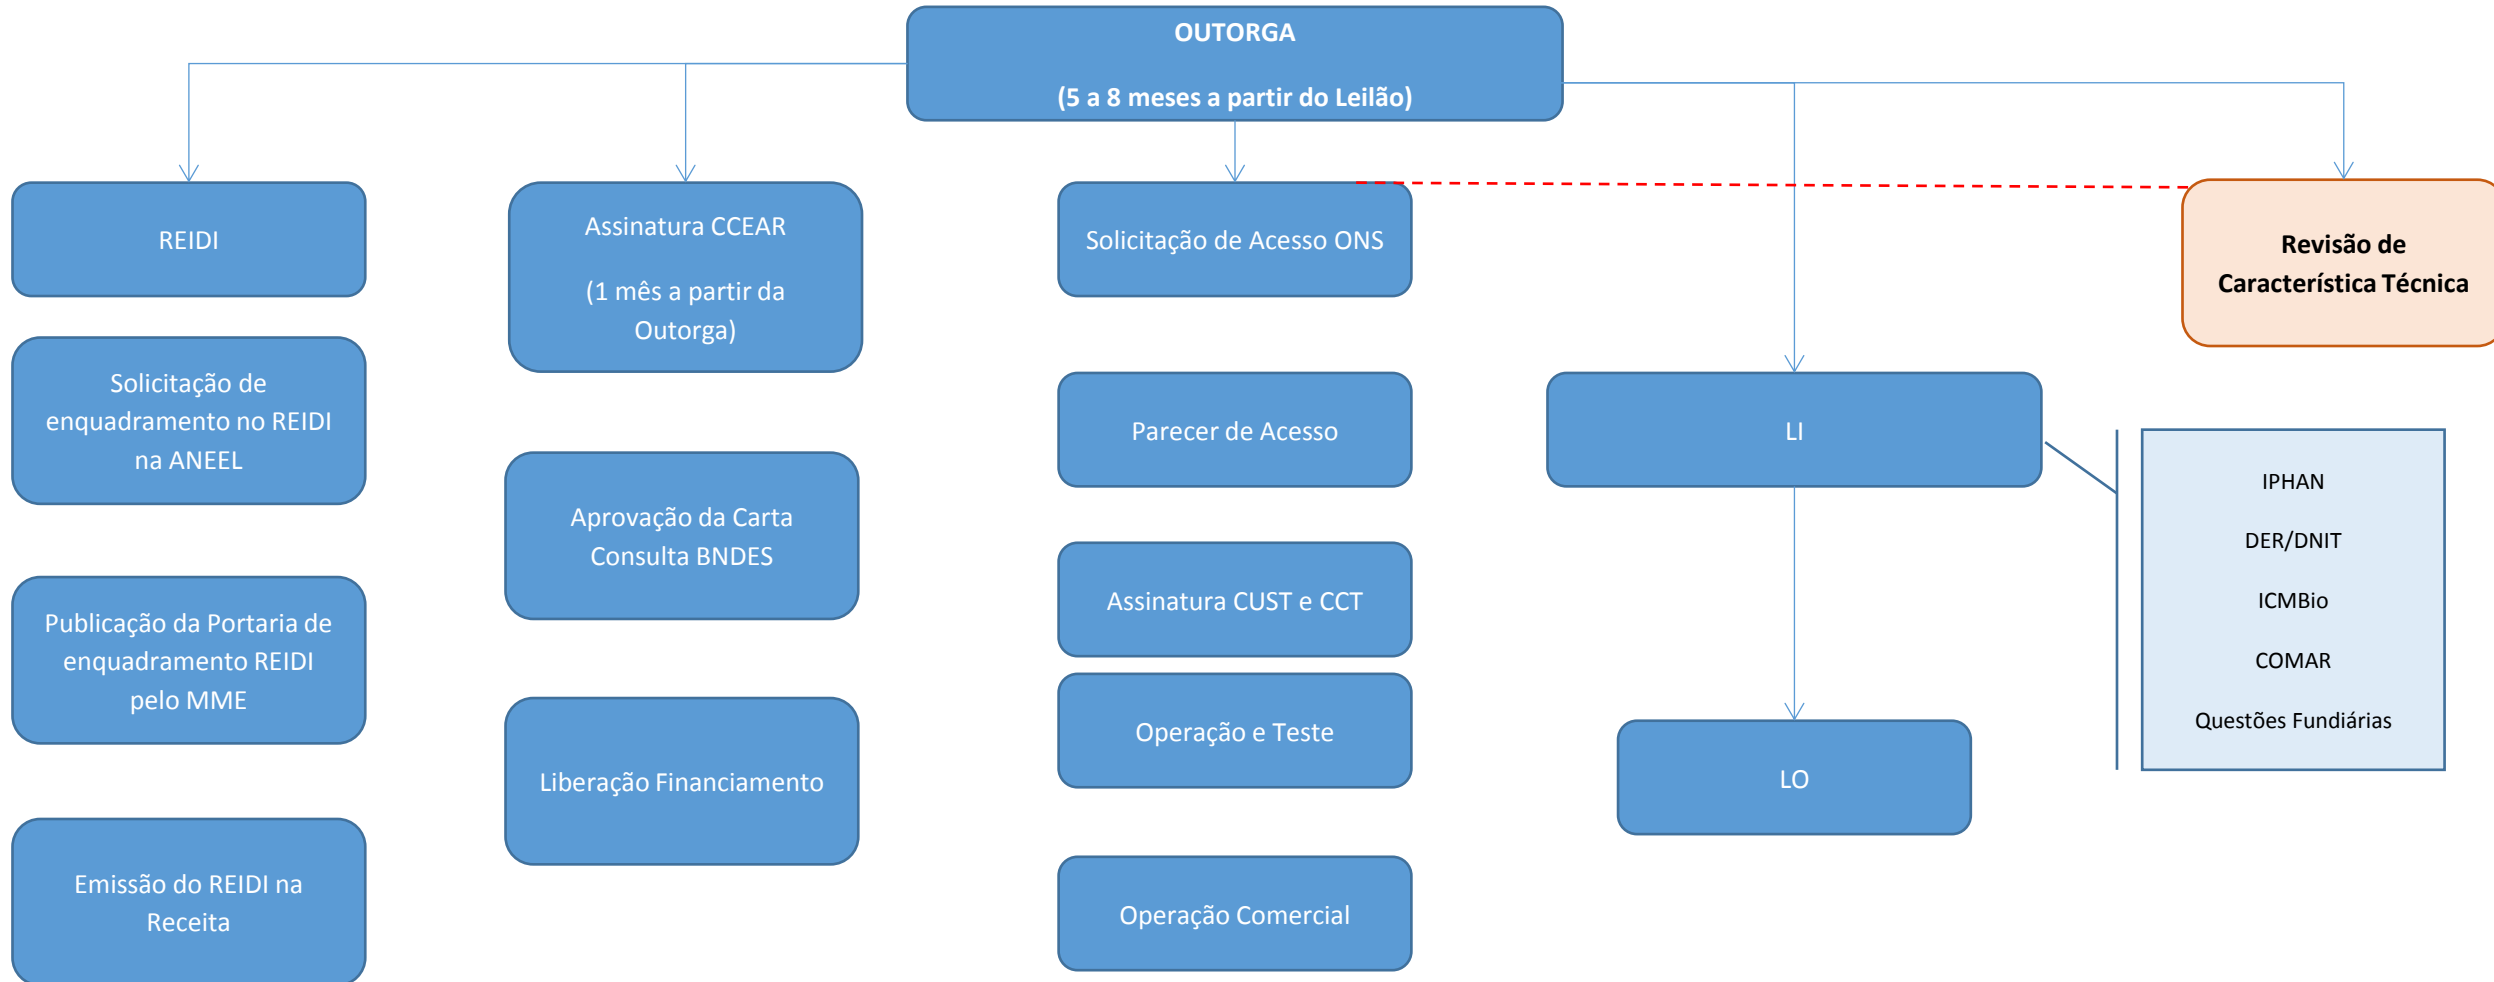 OUTORGA
(5 a 8 meses a partir do Leilão)
REIDI
Solicitação de
enquadramento no REIDI
na ANEEL
Publicação da Portaria de
enquadramento REIDI
pelo MME
Emissão do REIDI na
Receita
Assinatura CCEAR
(1 mês a partir da
Outorga)
Aprovação da Carta
Consulta BNDES
Liberação Financiamento
Solicitação de Acesso ONS
Parecer de Acesso
Assinatura CUST e CCT
Operação e Teste
Operação Comercial
LI
LO
Revisão de
Característica Técnica
IPHAN
DER/DNIT
ICMBio
COMAR
Questões Fundiárias